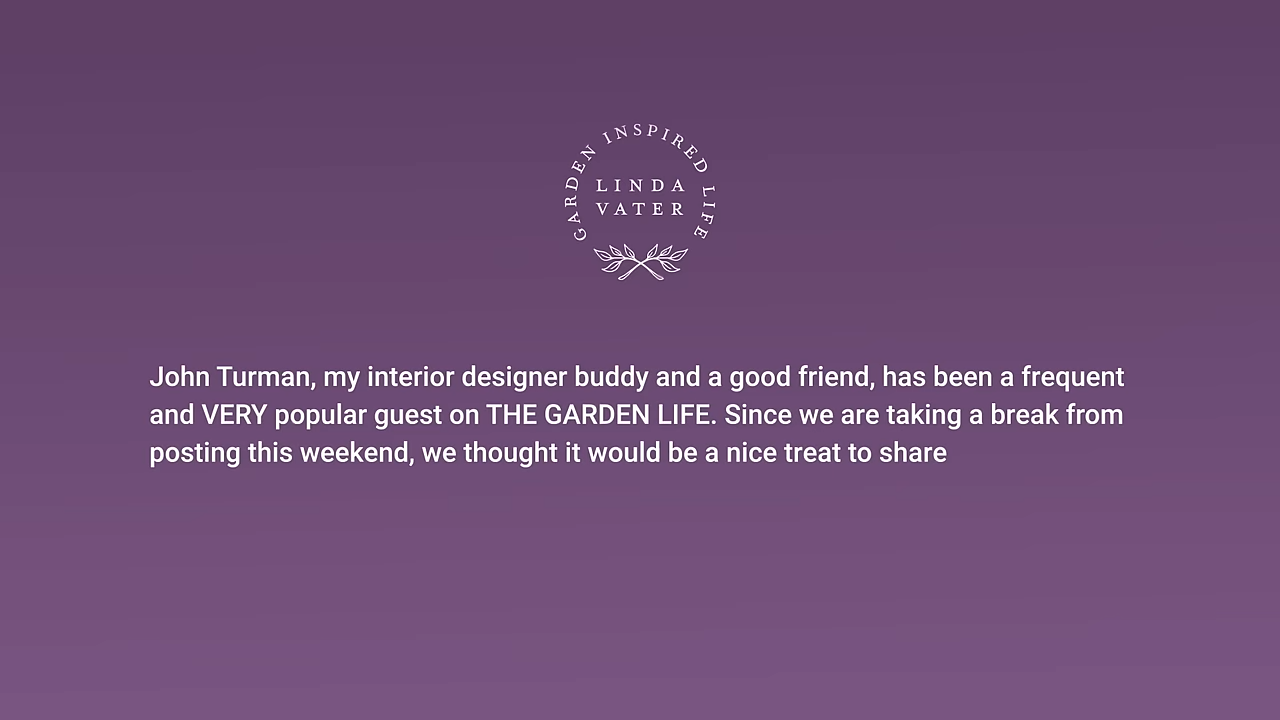 GARDEN INSPIRED LIFE
LINDA
VATER
John Turman, my interior designer buddy and a good friend, has been a frequent
and VERY popular guest on THE GARDEN LIFE. Since we are taking a break from
posting this weekend, we thought it would be a nice treat to share